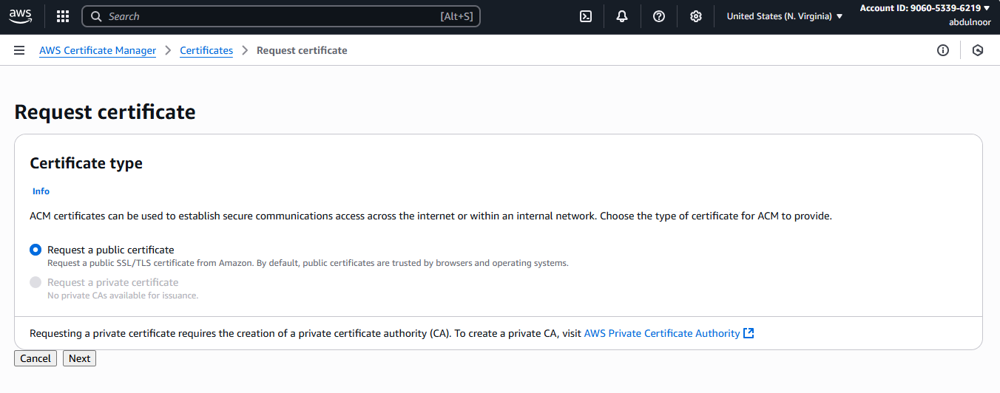 aws
Search
[Alt+S]
United States (N. Virginia)
Account ID: 9060-5339-6219
abdulnoor
AWS Certificate Manager
Certificates
Request certificate
Request certificate
Certificate type
Info
ACM certificates can be used to establish secure communications access across the internet or within an internal network. Choose the type of certificate for ACM to provide.
Request a public certificate
Request a public SSL/TLS certificate from Amazon. By default, public certificates are trusted by browsers and operating systems.
Request a private certificate
No private CAs available for issuance.
Requesting a private certificate requires the creation of a private certificate authority (CA). To create a private CA, visit AWS Private Certificate Authority
Cancel Next